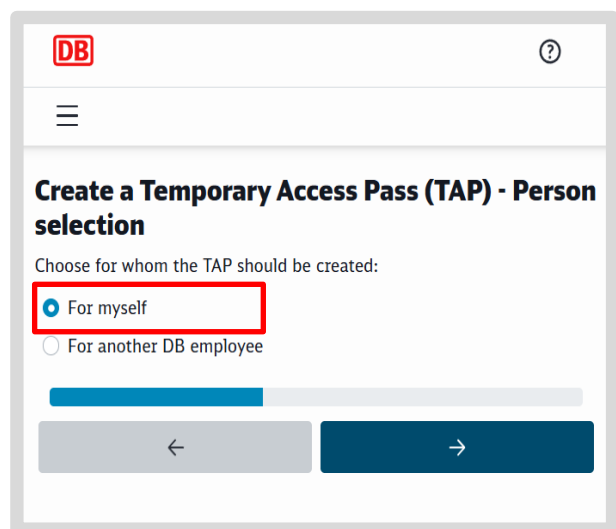 DB
Create a Temporary Access Pass (TAP) - Person
selection
Choose for whom the TAP should be created:
For myself
For another DB employee